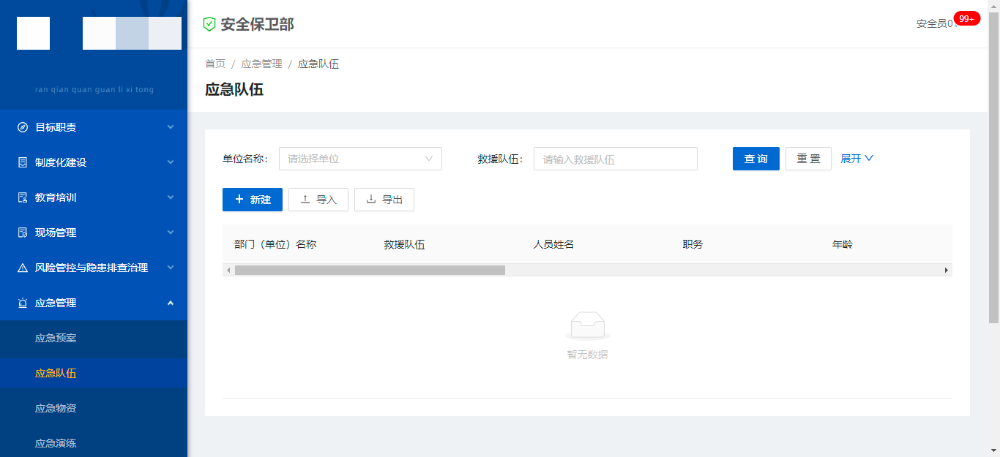 ran qian quan guan li xi tong
目标职责
制度化建设
教育培训
现场管理
风险管控与隐患排查治理
应急管理
应急预案
应急队伍
应急物资
应急演练
安全保卫部
安全员0
99+
首页 / 应急管理 / 应急队伍
应急队伍
单位名称: 请选择单位 救援队伍: 请输入救援队伍 查 询 重 置 展开
新建 导入 导出
部门（单位）名称 救援队伍 人员姓名 职务 年龄
暂无数据